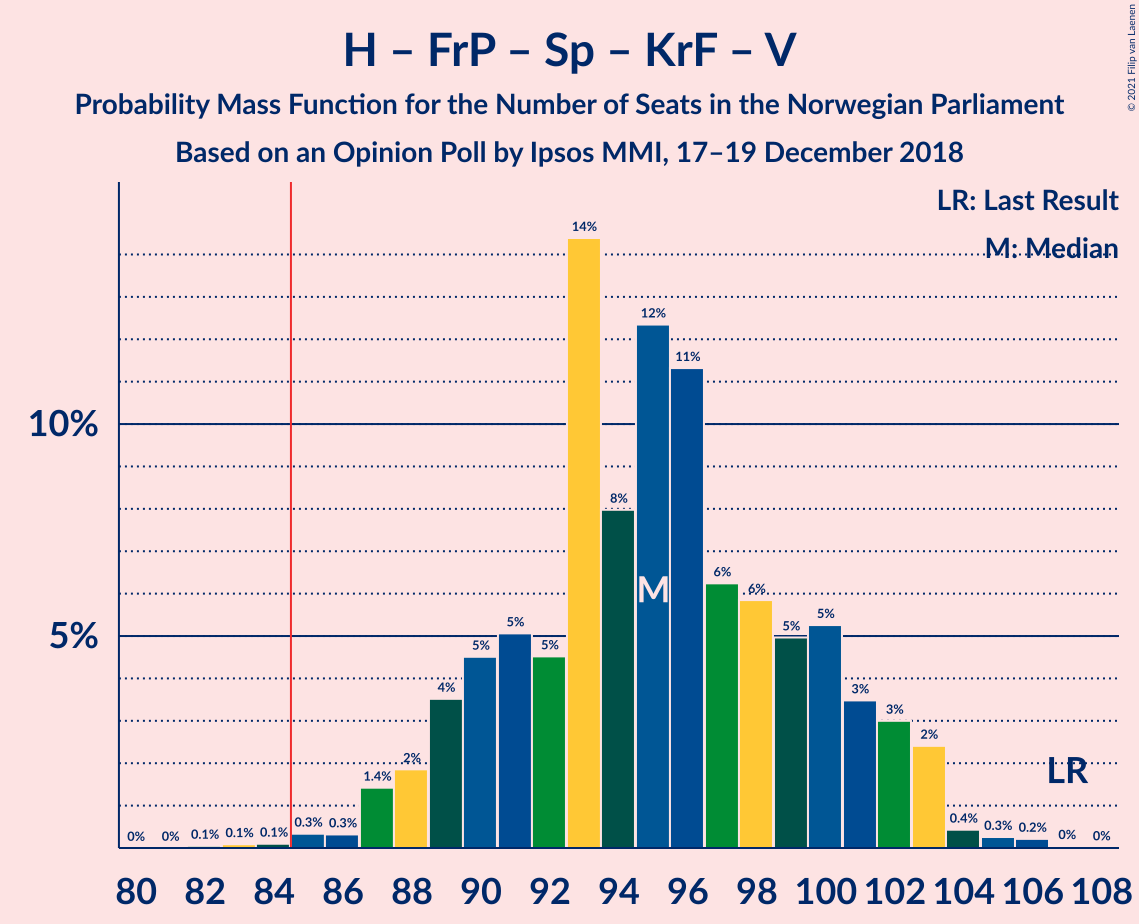 H – FrP – Sp – KrF – V
Probability Mass Function for the Number of Seats in the Norwegian Parliament
Based on an Opinion Poll by Ipsos MMI, 17–19 December 2018
© 2021 Filip van Laenen
LR: Last Result
M: Median
10%
5%
0% 0% 0.1% 0.1% 0.1% 0.3% 0.3% 1.4% 2% 4% 5% 5% 5% 14% 8% 12% 11% 6% 6% 5% 5% 3% 3% 2% 0.4% 0.3% 0.2% 0% 0%
M
LR
80 82 84 86 88 90 92 94 96 98 100 102 104 106 108